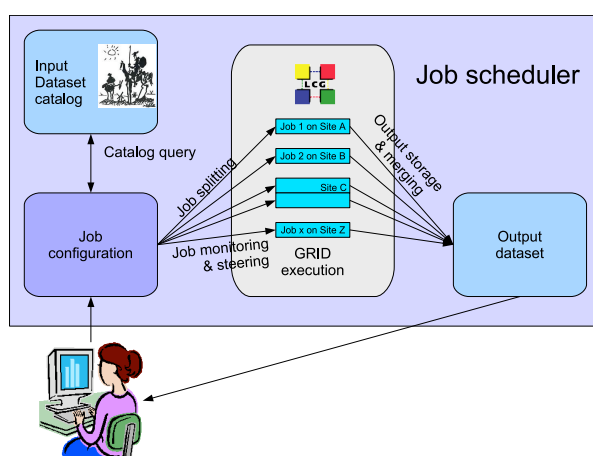 Job scheduler
Input
Dataset
catalog
LCG
Catalog query
Job splitting
Job 1 on Site A
Job 2 on Site B
Site C
Job x on Site Z
Output storage
& merging
Job
configuration
Job monitoring
& steering
GRID
execution
Output
dataset